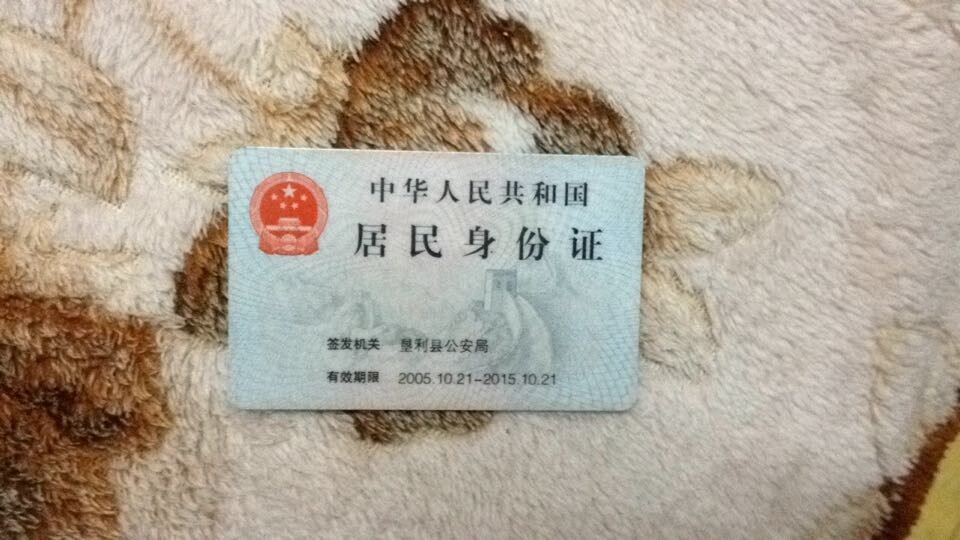 中华人民共和国
居民身份证
签发机关 垦利县公安局
有效期限 2005.10.21-2015.10.21